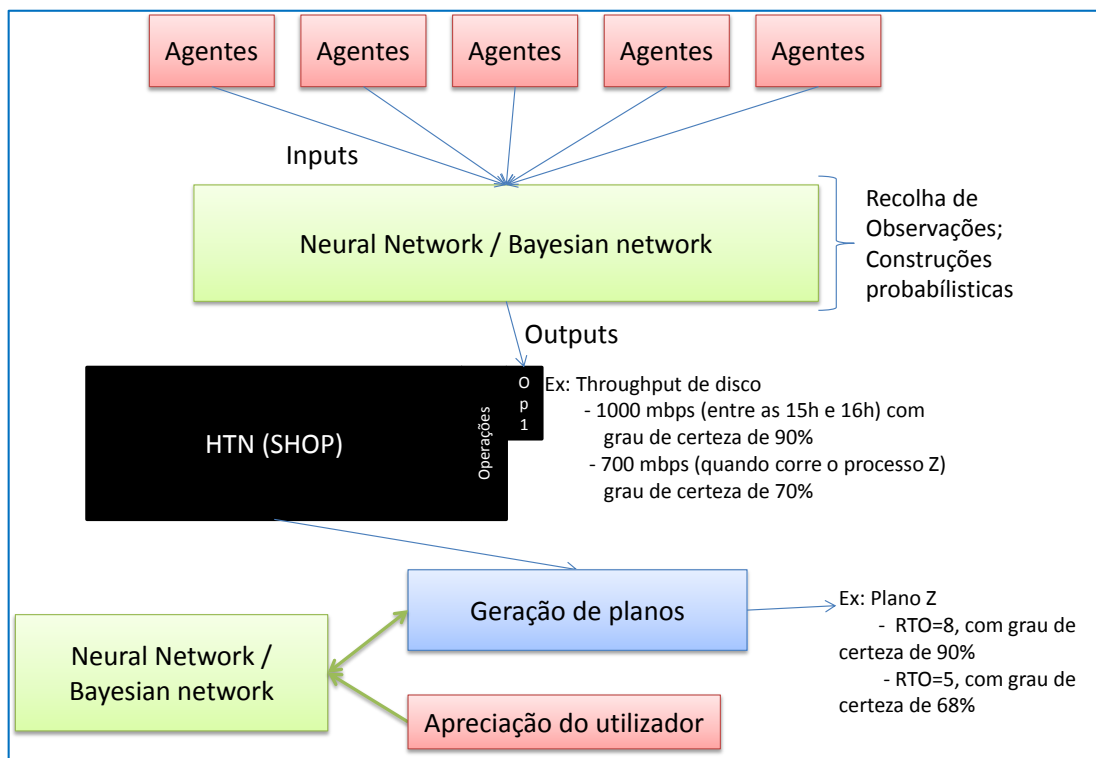 Agentes
Agentes
Agentes
Agentes
Agentes
Inputs
Neural Network / Bayesian network
Recolha de
Observações;
Construções
probabílisticas
Outputs
HTN (SHOP)
Operações
Op1
Ex: Throughput de disco
- 1000 mbps (entre as 15h e 16h) com
grau de certeza de 90%
- 700 mbps (quando corre o processo Z)
grau de certeza de 70%
Geração de planos
Ex: Plano Z
- RTO=8, com grau de
certeza de 90%
- RTO=5, com grau de
certeza de 68%
Neural Network /
Bayesian network
Apreciação do utilizador